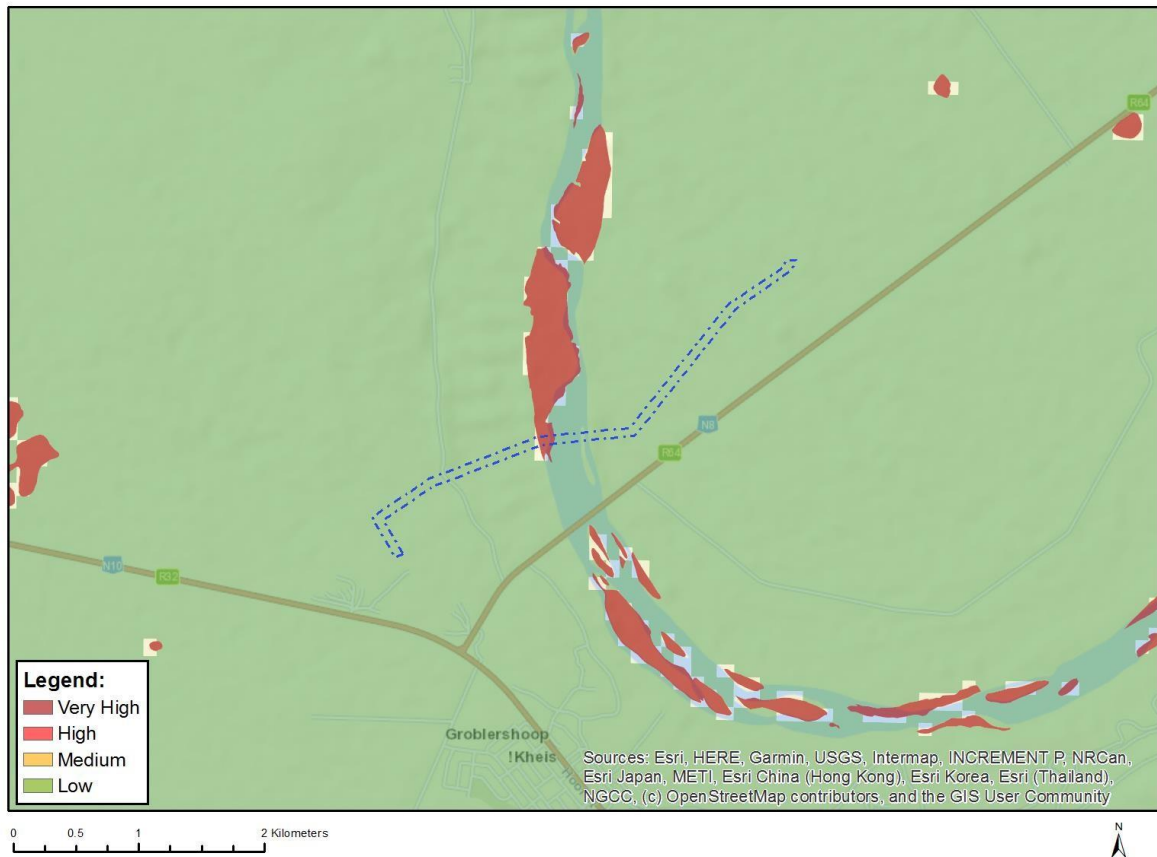 R64
N8
R64
N10
R32
Legend:
Very High
High
Medium
Low
Groblershoop
!Kheis
Sources: Esri, HERE, Garmin, USGS, Intermap, INCREMENT P, NRCan,
Esri Japan, METI, Esri China (Hong Kong), Esri Korea, Esri (Thailand),
NGCC, (c) OpenStreetMap contributors, and the GIS User Community
0 0.5 1 2 Kilometers
N